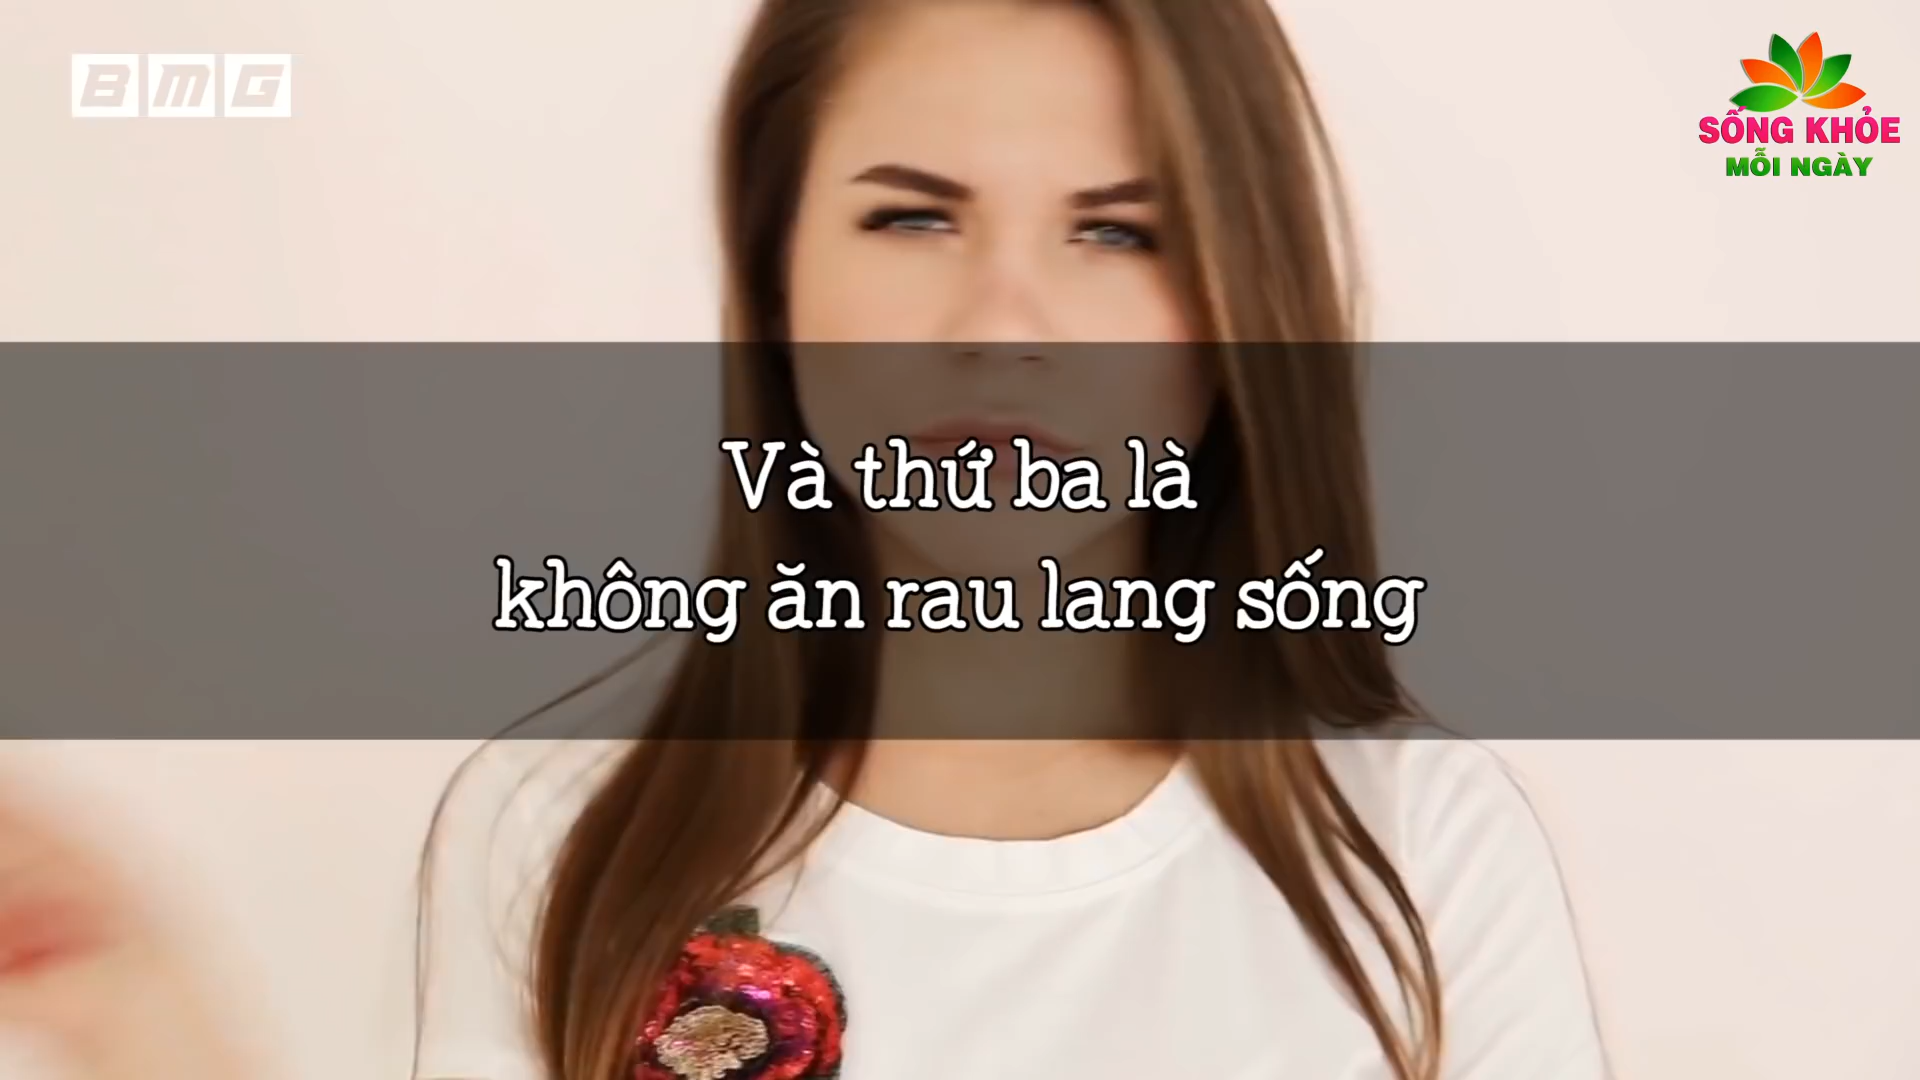 BMG
SỐNG KHỎE
MỖI NGÀY
Và thứ ba là
không ăn rau lang sống